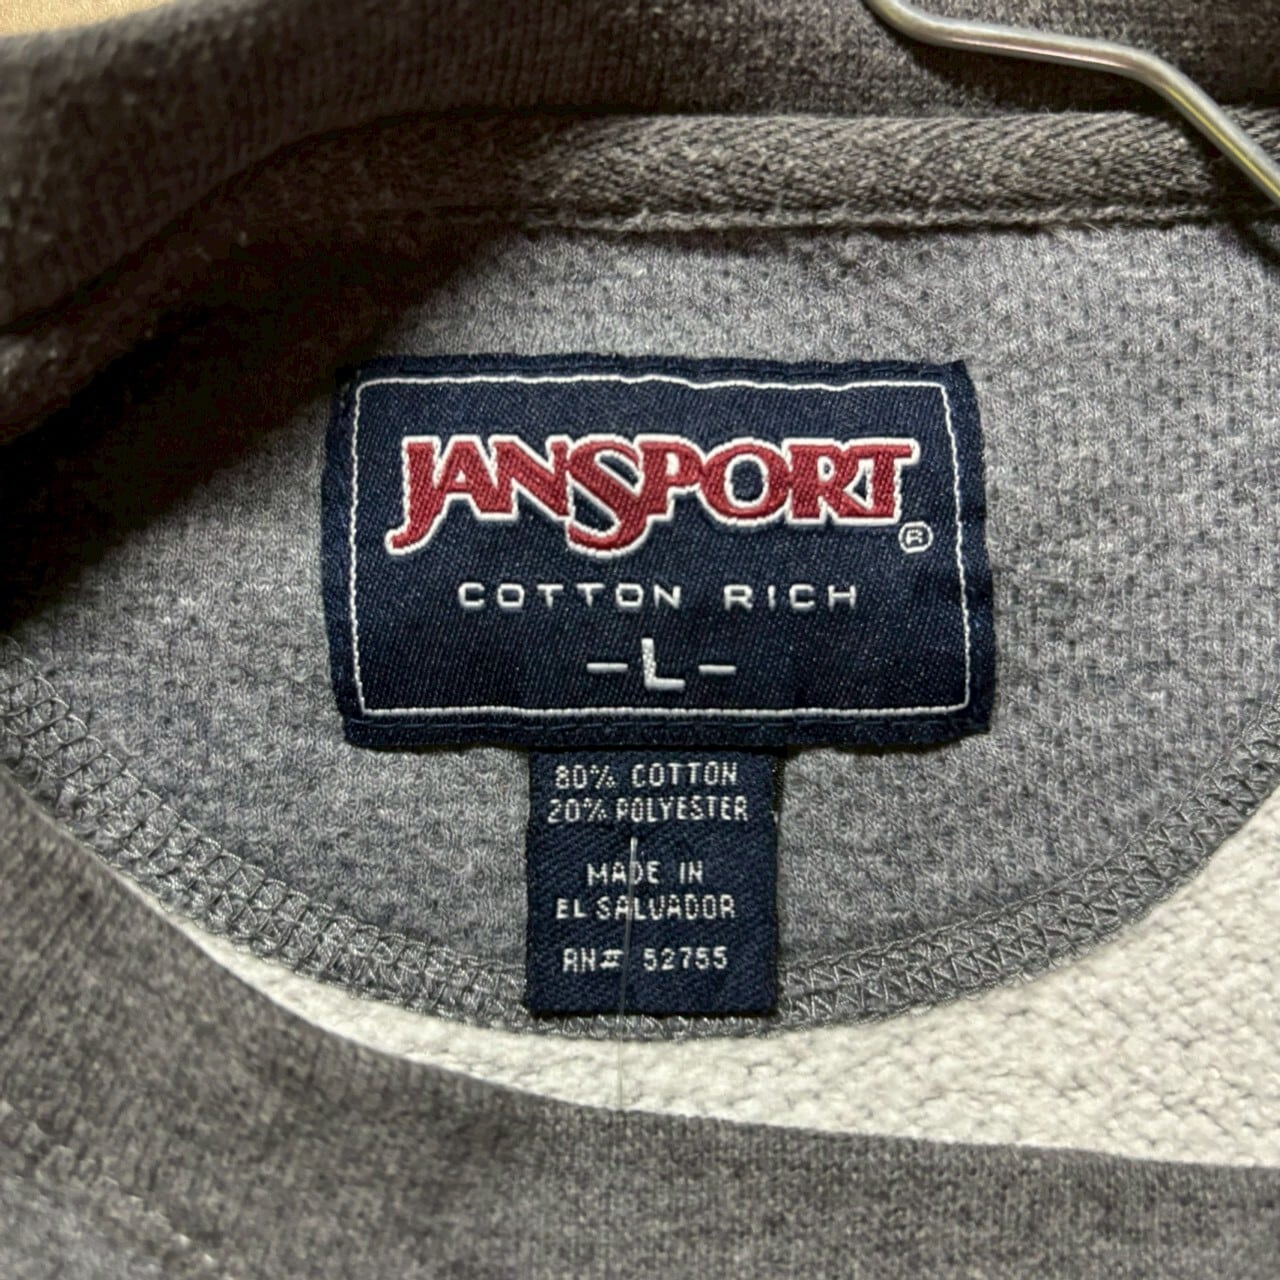 JANSPORT®
COTTON RICH
-L-
80% COTTON
20% POLYESTER
MADE IN
EL SALVADOR
RN# 52755